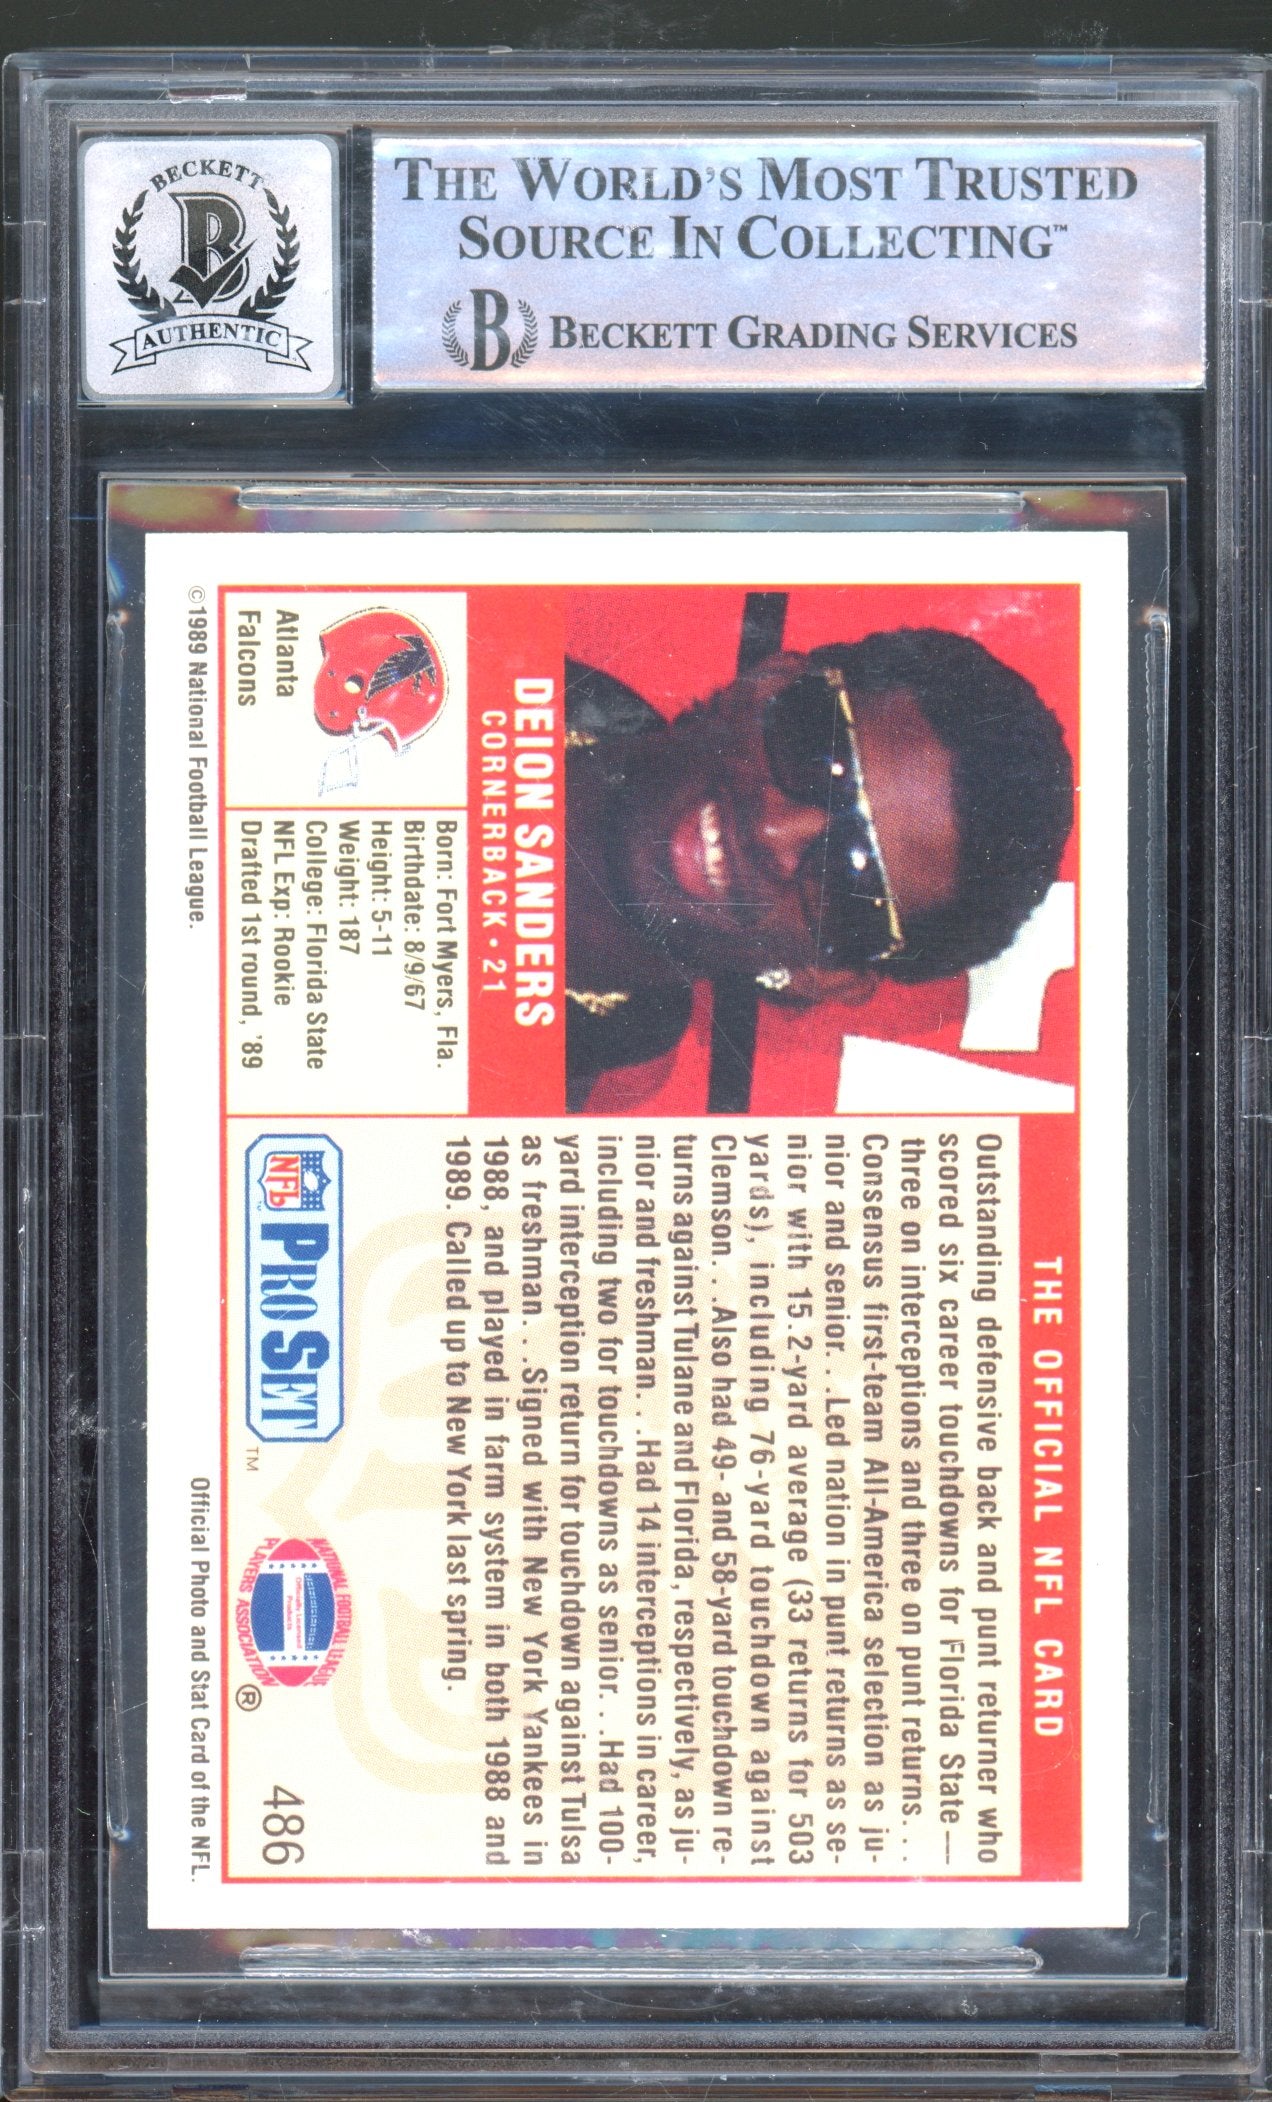 BECKETT
B
AUTHENTIC
THE WORLD'S MOST TRUSTED
SOURCE IN COLLECTING™
B BECKETT GRADING SERVICES
DEION SANDERS
CORNERBACK • 21
Atlanta
Falcons
Born: Fort Myers, Fla.
Birthdate: 8/9/67
Height: 5-11
Weight: 187
College: Florida State
NFL Exp: Rookie
Drafted 1st round, '89
THE OFFICIAL NFL CARD
Outstanding defensive back and punt returner who
scored six career touchdowns for Florida State—
three on interceptions and three on punt returns. . .
Consensus first-team All-America selection as ju-
nior and senior. . .Led nation in punt returns as se-
nior with 15.2-yard average (33 returns for 503
yards), including 76-yard touchdown against
Clemson. . .Also had 49- and 58-yard touchdown re-
turns against Tulane and Florida, respectively, as ju-
nior and freshman. . .Had 14 interceptions in career,
including two for touchdowns as senior. . .Had 100-
yard interception return for touchdown against Tulsa
as freshman. . .Signed with New York Yankees in
1988, and played in farm system in both 1988 and
1989. Called up to New York last spring.
NFL PRO SET ™
NATIONAL FOOTBALL LEAGUE
Officially Licensed
Products
PLAYERS ASSOCIATION ®
486
©1989 National Football League.
Official Photo and Stat Card of the NFL.